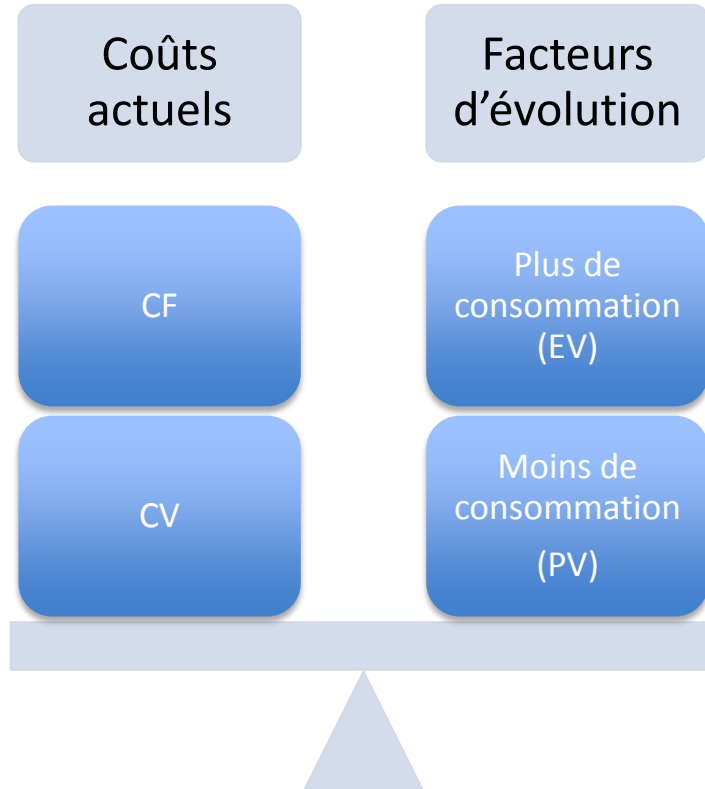 Coûts
actuels
Facteurs
d’évolution
CF
Plus de
consommation
(EV)
CV
Moins de
consommation
(PV)